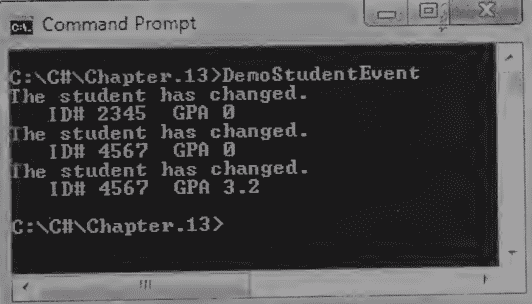 Command Prompt
C:\C#\Chapter.13>DemoStudentEvent
The student has changed.
   ID# 2345  GPA 0
The student has changed.
   ID# 4567  GPA 0
The student has changed.
   ID# 4567  GPA 3.2
C:\C#\Chapter.13>